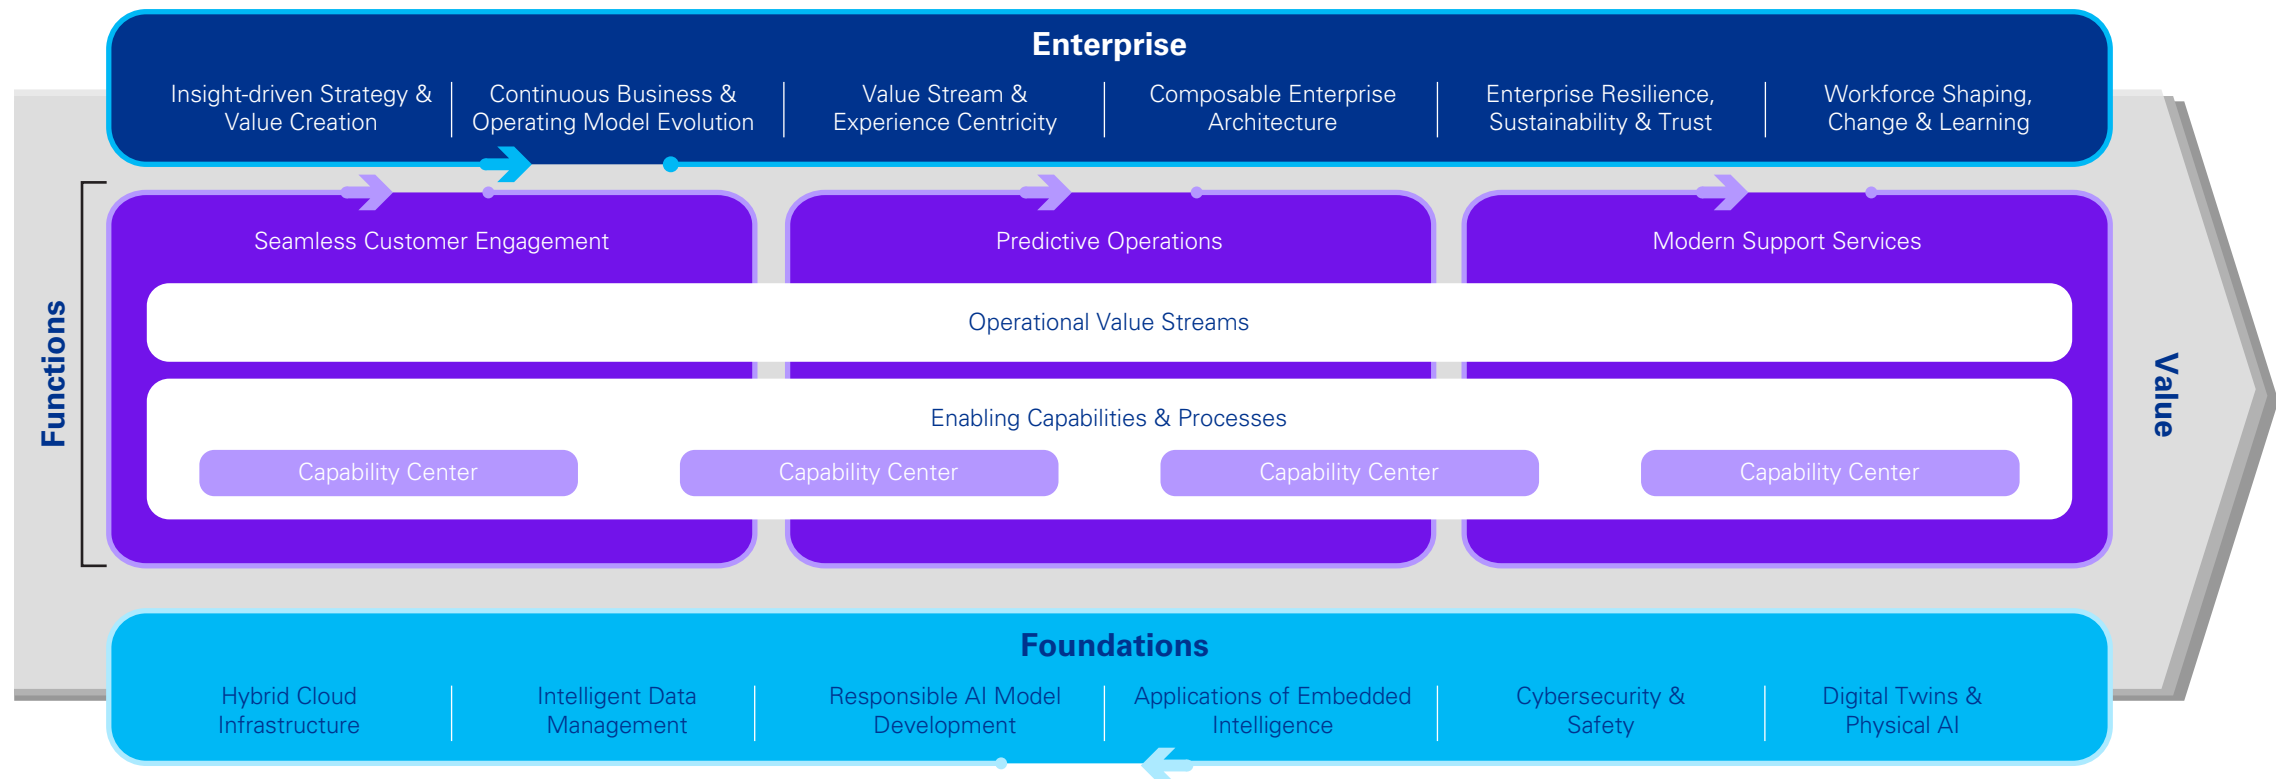 Enterprise
Insight-driven Strategy &
Value Creation
Continuous Business &
Operating Model Evolution
Value Stream &
Experience Centricity
Composable Enterprise
Architecture
Enterprise Resilience,
Sustainability & Trust
Workforce Shaping,
Change & Learning
Functions
Seamless Customer Engagement
Predictive Operations
Modern Support Services
Operational Value Streams
Enabling Capabilities & Processes
Capability Center
Capability Center
Capability Center
Capability Center
Value
Foundations
Hybrid Cloud
Infrastructure
Intelligent Data
Management
Responsible AI Model
Development
Applications of Embedded
Intelligence
Cybersecurity &
Safety
Digital Twins &
Physical AI